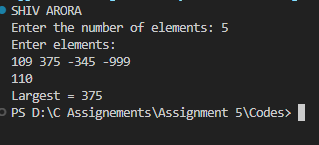 SHIV ARORA
Enter the number of elements: 5
Enter elements:
109 375 -345 -999
110
Largest = 375
PS D:\C Assignements\Assignment 5\Codes>